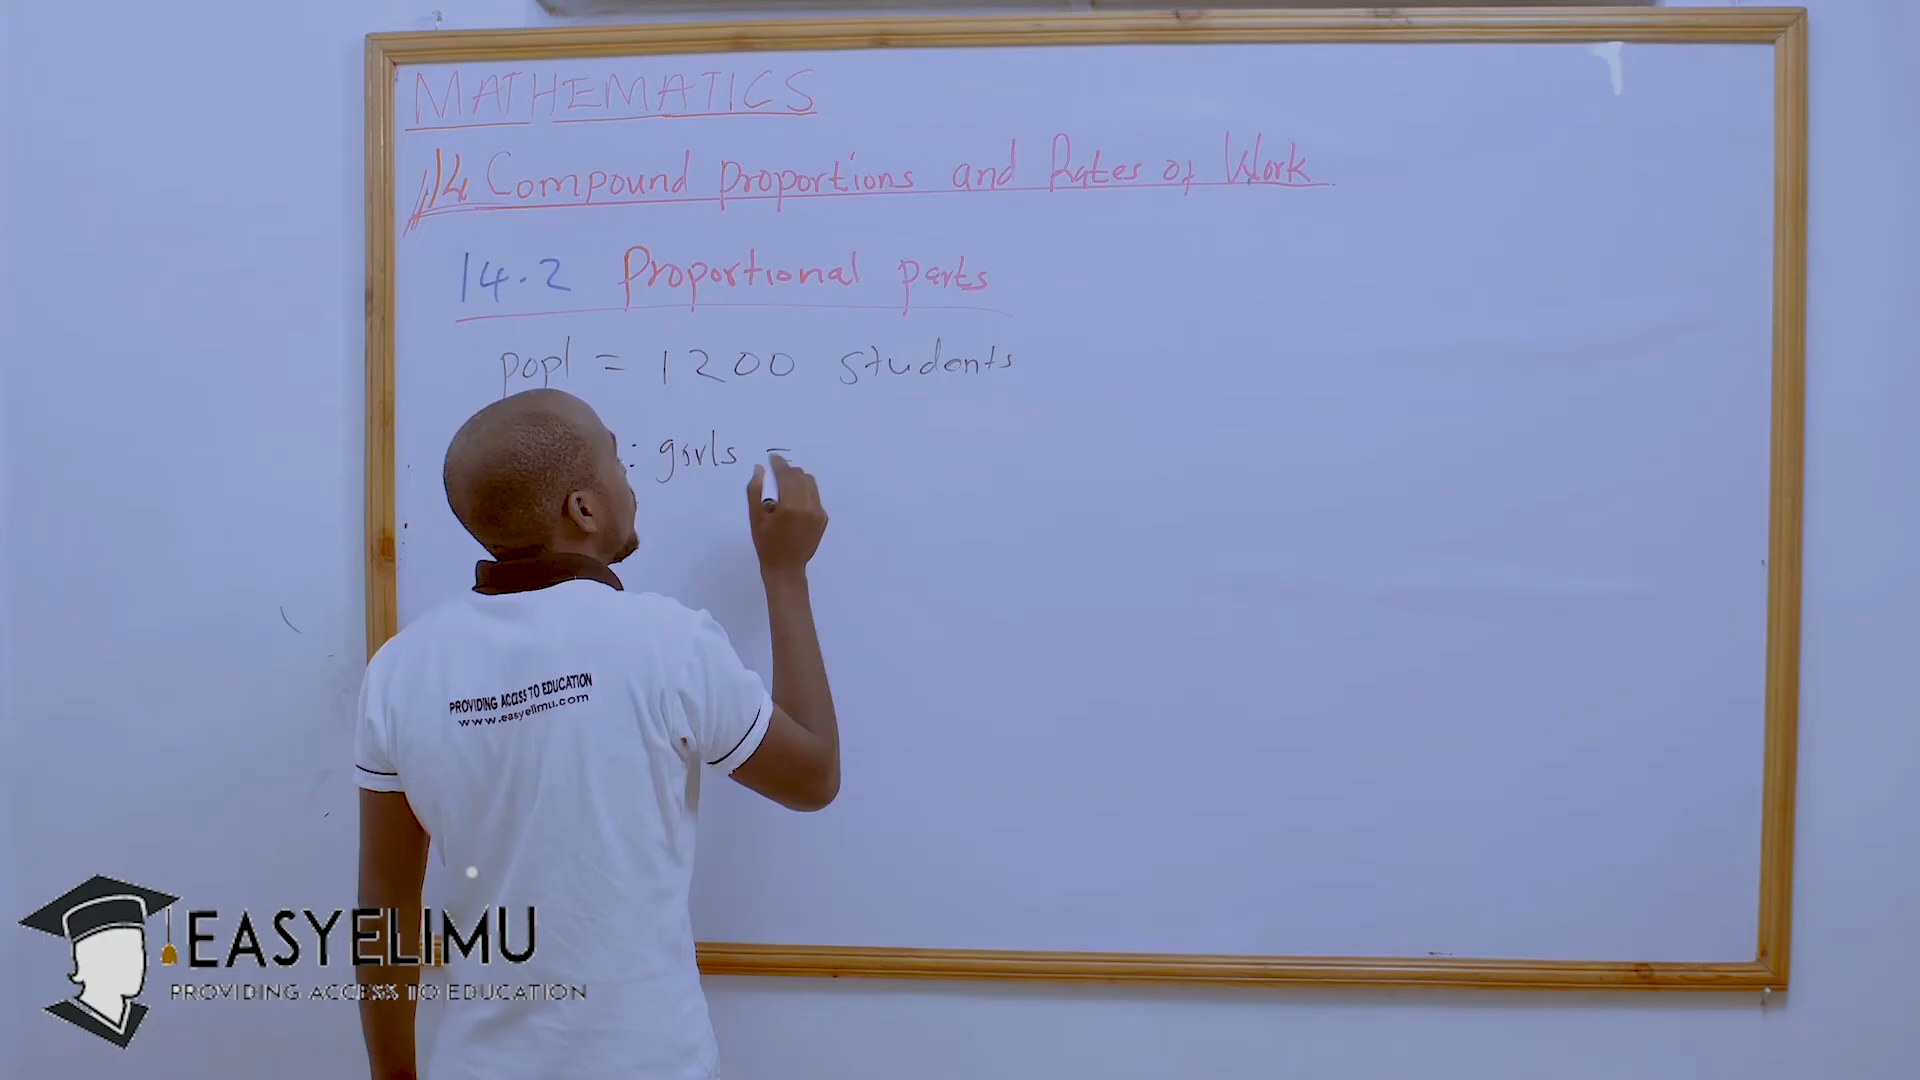 MATHEMATICS
14 Compound proportions and Rates of Work
14.2 Proportional parts
popl = 1200 students
: girls =
PROVIDING ACCESS TO EDUCATION
www.easyelimu.com
EASYELIMU
PROVIDING ACCESS TO EDUCATION